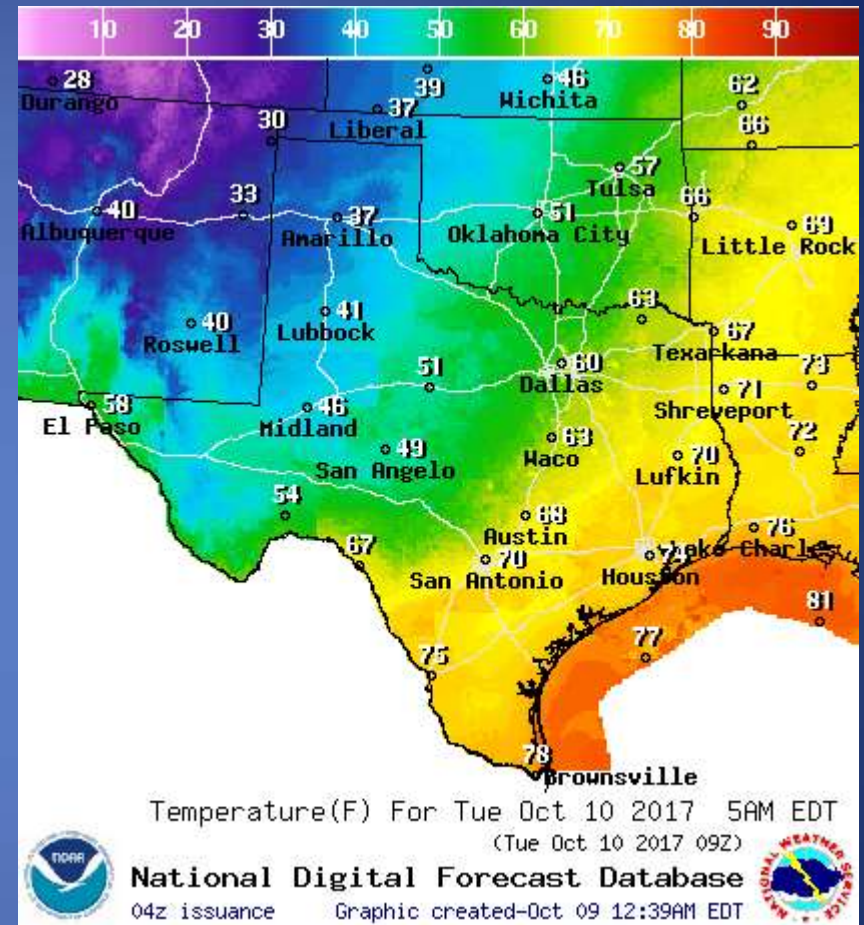 10 20 30 40 50 60 70 80 90
28
Durango
39
46
Wichita
62
37
Liberal
30
66
57
Tulsa
40
Albuquerque
33
37
Amarillo
51
Oklahoma City
66
69
Little Rock
40
Roswell
41
Lubbock
63
67
Texarkana
58
El Paso
46
Midland
51
60
Dallas
71
Shreveport
73
49
San Angelo
63
Waco
70
Lufkin
72
54
68
Austin
76
Lake Charles
67
70
San Antonio
74
Houston
81
75
77
78
Brownsville
Temperature(F) For Tue Oct 10 2017 5AM EDT
(Tue Oct 10 2017 09Z)
NOAA
National Digital Forecast Database
04z issuance Graphic created-Oct 09 12:39AM EDT
NATIONAL WEATHER SERVICE